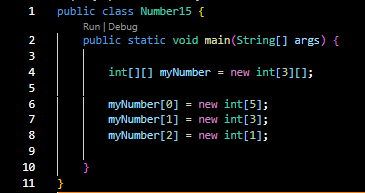 1 public class Number15 {
Run | Debug
2 public static void main(String[] args) {
3
4 int[][] myNumber = new int[3][];
5
6 myNumber[0] = new int[5];
7 myNumber[1] = new int[3];
8 myNumber[2] = new int[1];
9
10 }
11 }